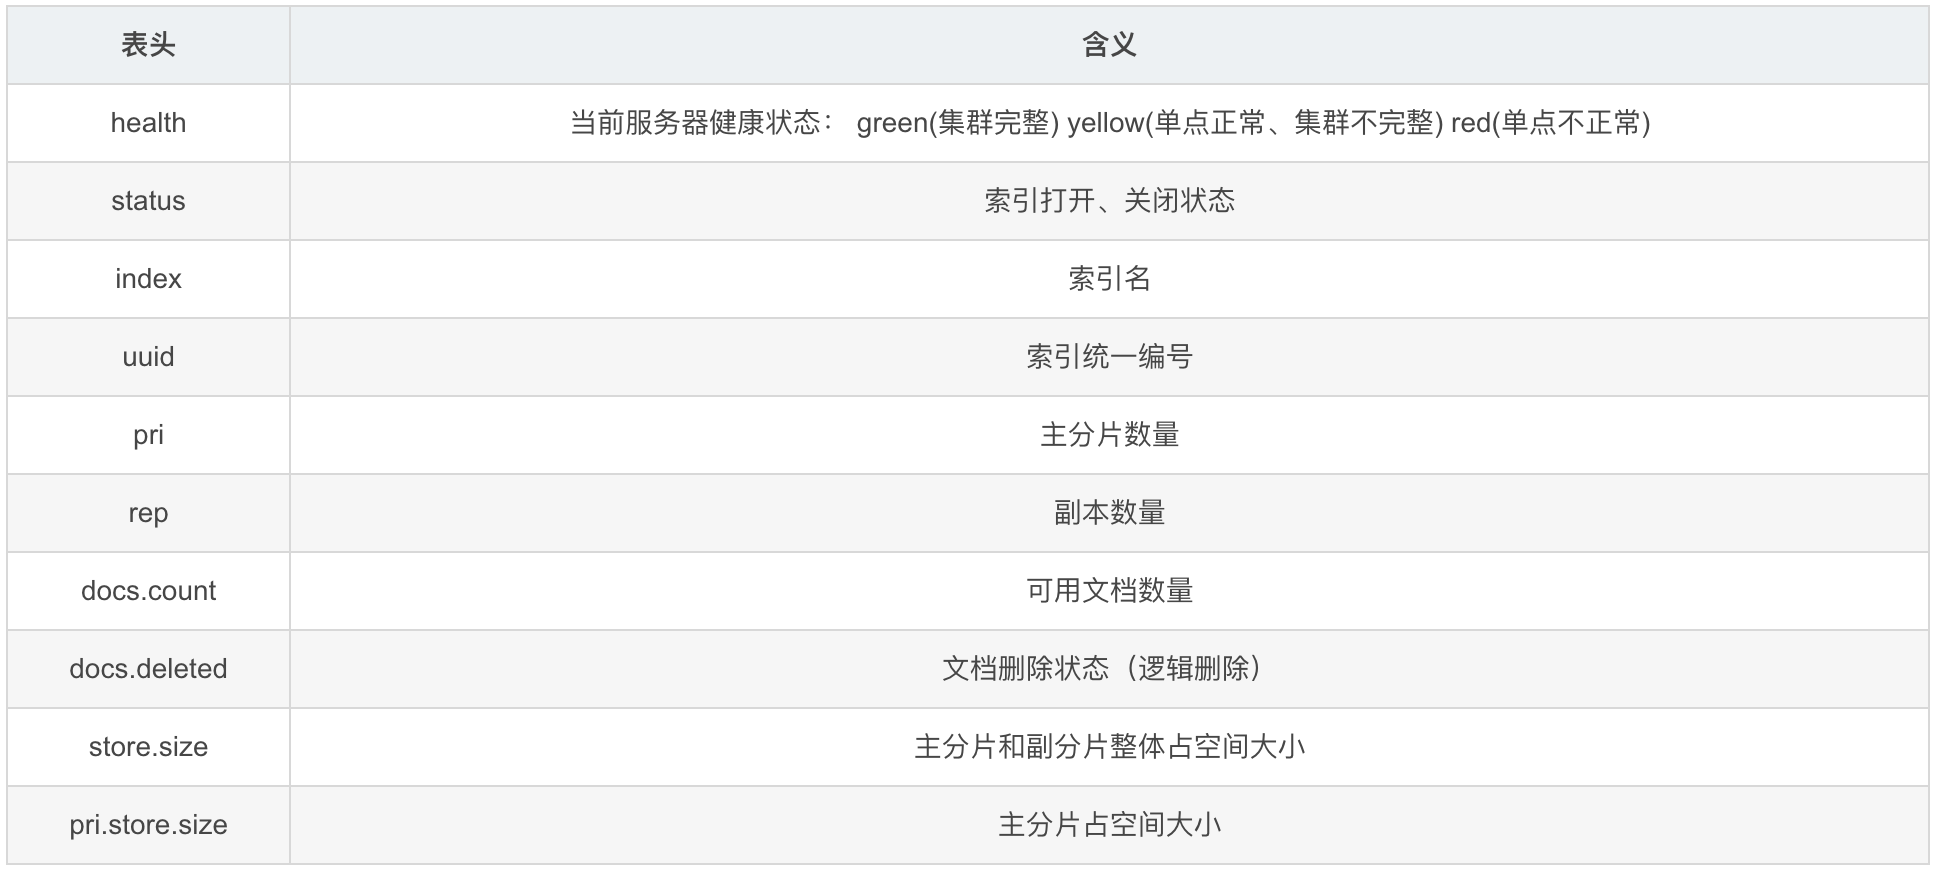 表头 含义
health 当前服务器健康状态： green(集群完整) yellow(单点正常、集群不完整) red(单点不正常)
status 索引打开、关闭状态
index 索引名
uuid 索引统一编号
pri 主分片数量
rep 副本数量
docs.count 可用文档数量
docs.deleted 文档删除状态（逻辑删除）
store.size 主分片和副分片整体占空间大小
pri.store.size 主分片占空间大小